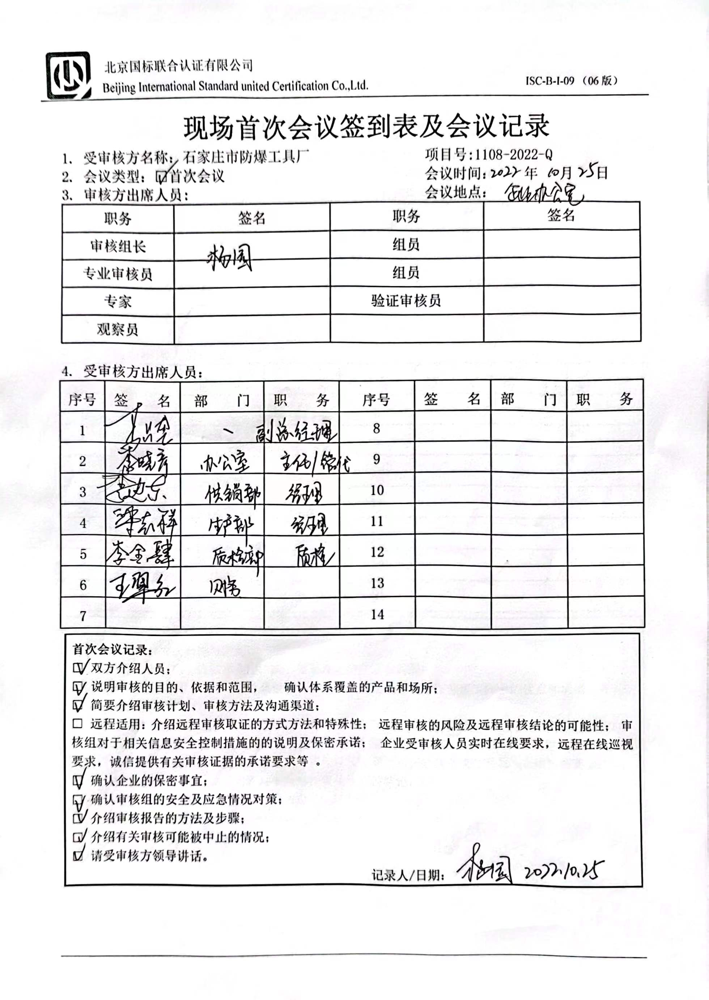 北京国标联合认证有限公司
Beijing International Standard united Certification Co.,Ltd.
ISC-B-I-09 （06 版）
现场首次会议签到表及会议记录
1. 受审核方名称：石家庄市防爆工具厂 项目号:1108-2022-Q
2. 会议类型：☑首次会议 会议时间：2022年 10月 25日
3. 审核方出席人员： 会议地点： 办公室
职务 签名 职务 签名
审核组长 杨园 组员
专业审核员 组员
专家 验证审核员
观察员
4. 受审核方出席人员：
序号 签 名 部 门 职 务 序号 签 名 部 门 职 务
1 副总经理 8
2 李晓彦 办公室 主任/管代 9
3 供销部 经理 10
4 志祥 生产部 经理 11
5 李金肆 质检部 质检 12
6 王翠 财务 13
7 14
首次会议记录：
☑ 双方介绍人员；
☑ 说明审核的目的、依据和范围， 确认体系覆盖的产品和场所；
☑ 简要介绍审核计划、审核方法及沟通渠道；
□ 远程适用：介绍远程审核取证的方式方法和特殊性； 远程审核的风险及远程审核结论的可能性； 审
核组对于相关信息安全控制措施的的说明及保密承诺； 企业受审核人员实时在线要求，远程在线巡视
要求，诚信提供有关审核证据的承诺要求等 。
☑ 确认企业的保密事宜；
☑ 确认审核组的安全及应急情况对策；
☑ 介绍审核报告的方法及步骤；
☑ 介绍有关审核可能被中止的情况；
☑ 请受审核方领导讲话。
记录人/日期： 杨园 2022.10.25